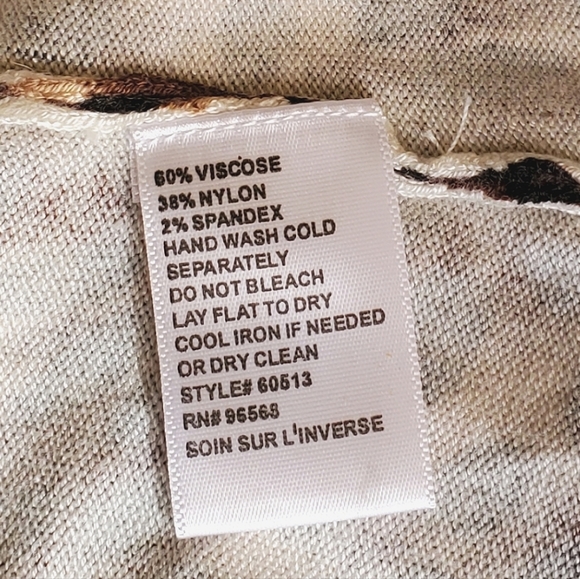 60% VISCOSE
38% NYLON
2% SPANDEX
HAND WASH COLD
SEPARATELY
DO NOT BLEACH
LAY FLAT TO DRY
COOL IRON IF NEEDED
OR DRY CLEAN
STYLE# 60513
RN# 96568
SOIN SUR L'INVERSE